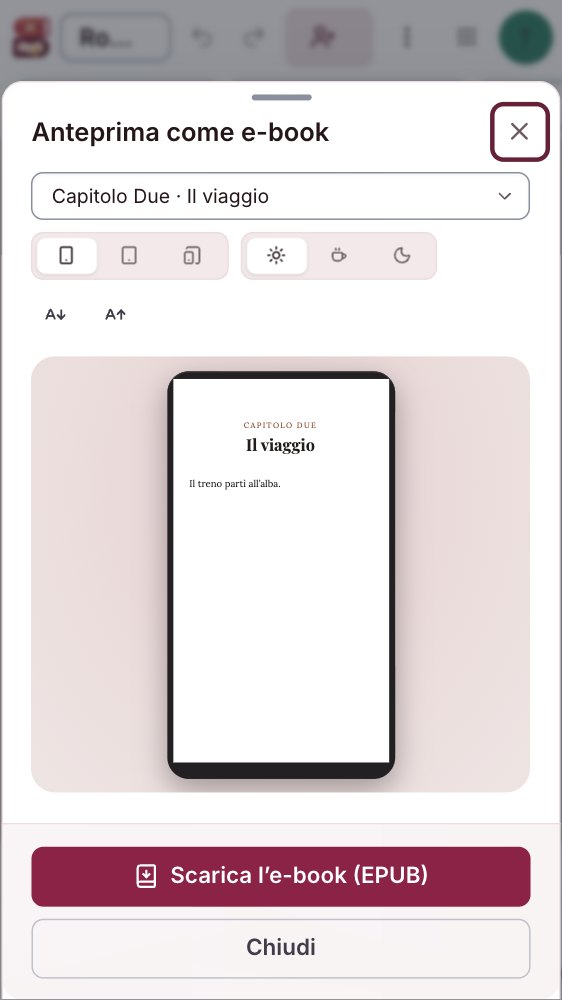 Ro...
Anteprima come e-book
Capitolo Due · Il viaggio
A↓ A↑
CAPITOLO DUE
Il viaggio
Il treno partì all'alba.
Scarica l’e-book (EPUB)
Chiudi